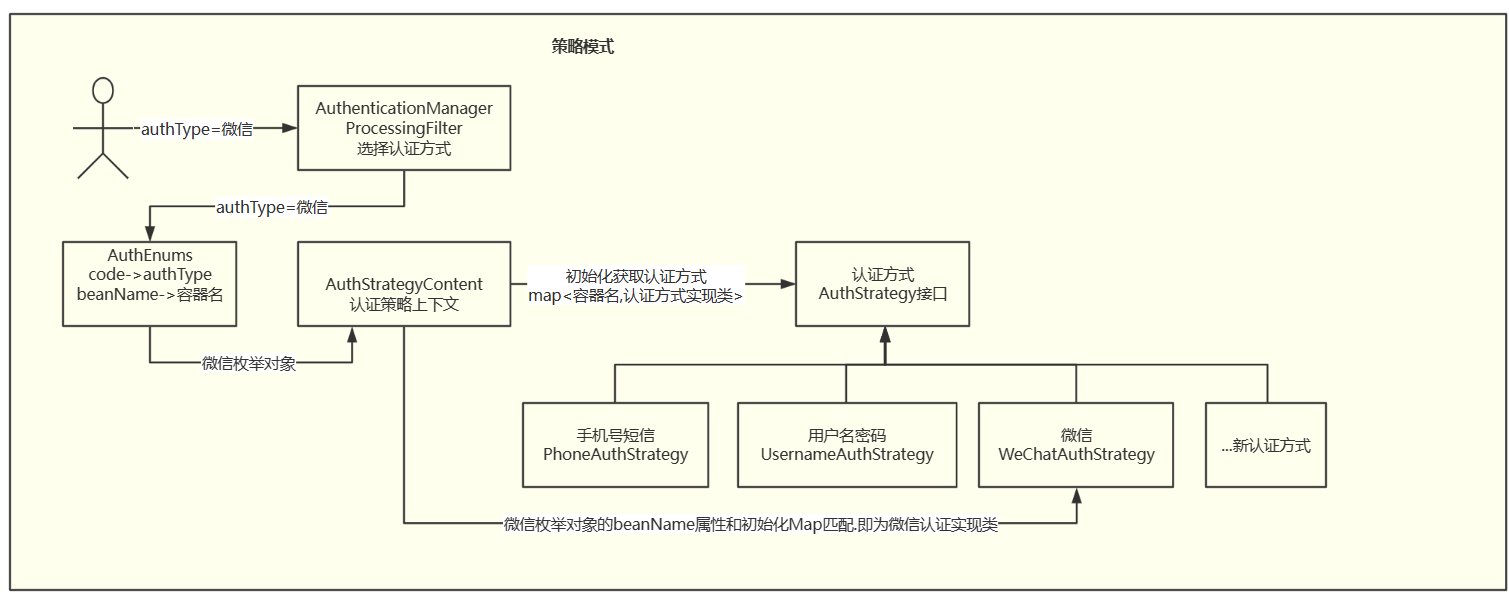 策略模式
authType=微信
AuthenticationManager
ProcessingFilter
选择认证方式
authType=微信
AuthEnums
code->authType
beanName->容器名
AuthStrategyContent
认证策略上下文
初始化获取认证方式
map<容器名,认证方式实现类>
认证方式
AuthStrategy接口
微信枚举对象
手机号短信
PhoneAuthStrategy
用户名密码
UsernameAuthStrategy
微信
WeChatAuthStrategy
...新认证方式
微信枚举对象的beanName属性和初始化Map匹配.即为微信认证实现类